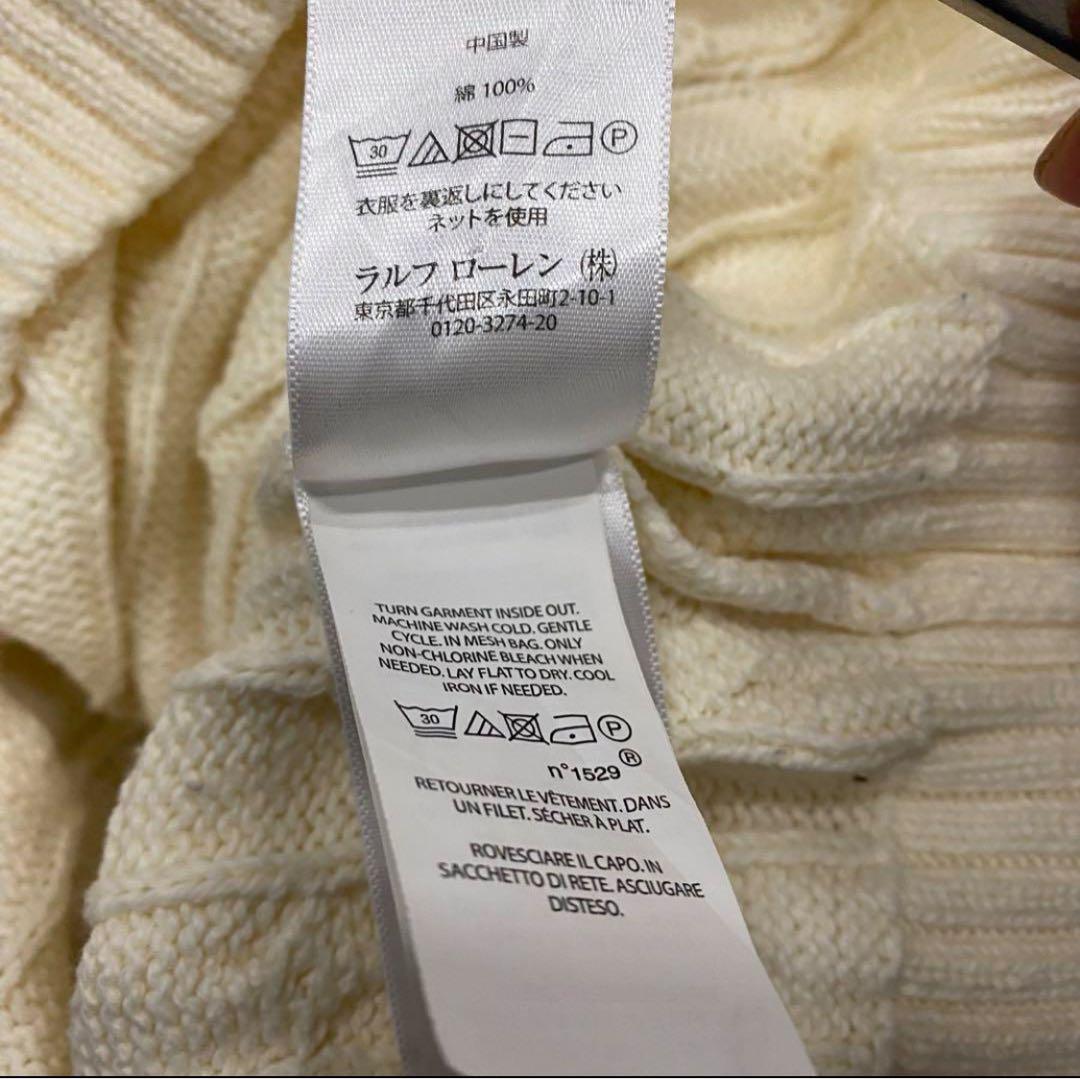 中国製
綿 100%
30 P
衣服を裏返しにしてください
ネットを使用
ラルフ ローレン (株)
東京都千代田区永田町2-10-1
0120-3274-20
TURN GARMENT INSIDE OUT.
MACHINE WASH COLD. GENTLE
CYCLE. IN MESH BAG. ONLY
NON-CHLORINE BLEACH WHEN
NEEDED. LAY FLAT TO DRY. COOL
IRON IF NEEDED.
30 P
®
n°1529
RETOURNER LE VÊTEMENT. DANS
UN FILET. SÉCHER À PLAT.
ROVESCIARE IL CAPO. IN
SACCHETTO DI RETE. ASCIUGARE
DISTESO.